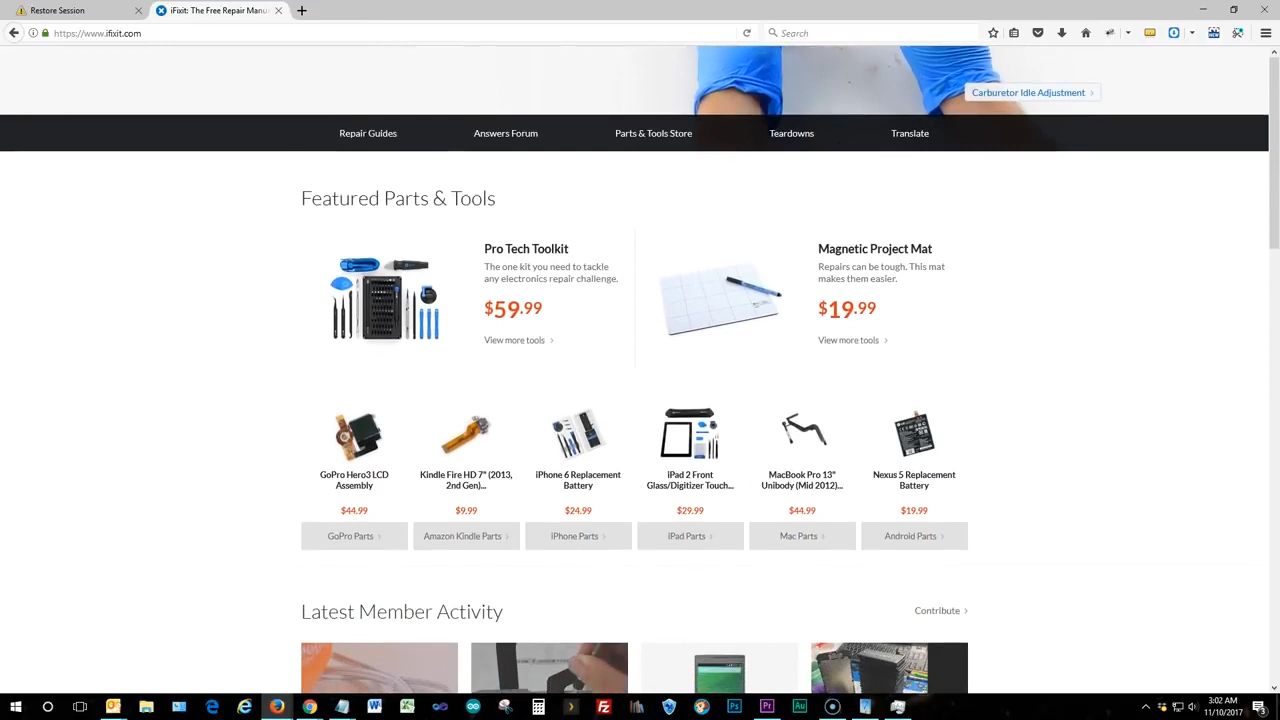 Restore Session
iFixit: The Free Repair Manu
https://www.ifixit.com
Search
Carburetor Idle Adjustment
Repair Guides
Answers Forum
Parts & Tools Store
Teardowns
Translate
Featured Parts & Tools
Pro Tech Toolkit
The one kit you need to tackle
any electronics repair challenge.
$59.99
View more tools
Magnetic Project Mat
Repairs can be tough. This mat
makes them easier.
$19.99
View more tools
GoPro Hero3 LCD
Assembly
$44.99
GoPro Parts
Kindle Fire HD 7" (2013,
2nd Gen)...
$9.99
Amazon Kindle Parts
iPhone 6 Replacement
Battery
$24.99
iPhone Parts
iPad 2 Front
Glass/Digitizer Touch...
$29.99
iPad Parts
MacBook Pro 13"
Unibody (Mid 2012)...
$44.99
Mac Parts
Nexus 5 Replacement
Battery
$19.99
Android Parts
Latest Member Activity
Contribute
3:02 AM
11/10/2017